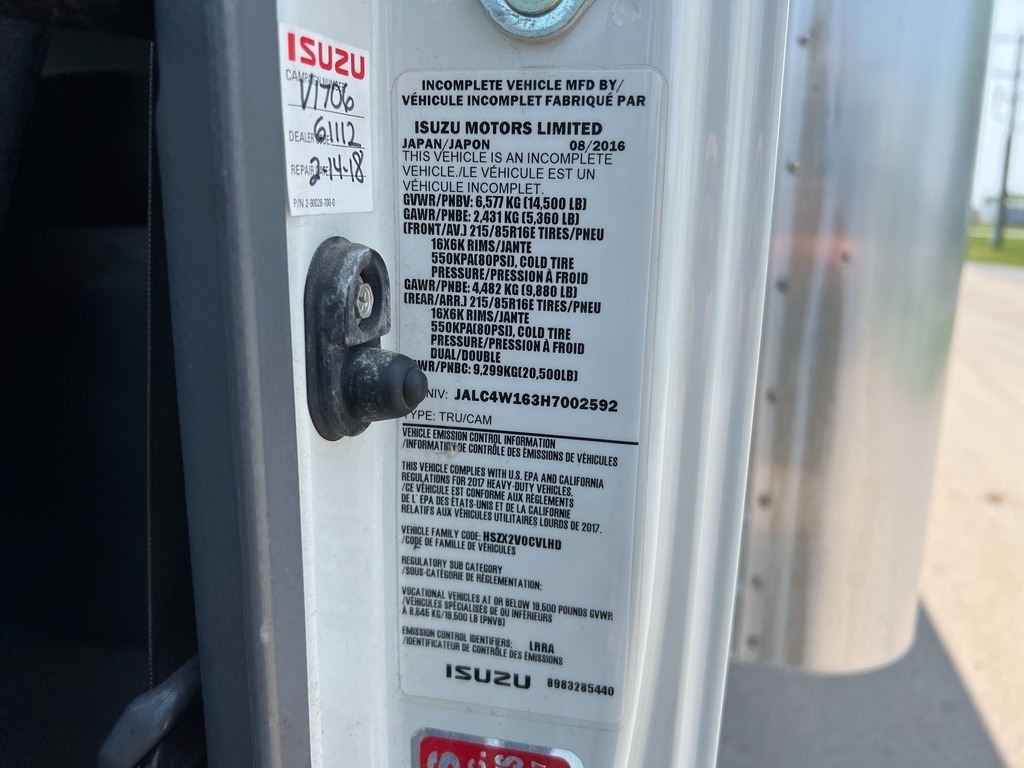 ISUZU
V1706
DEALER
61112
REPAIR
2-14-18
P/N 2-90028-700-0
INCOMPLETE VEHICLE MFD BY/
VÉHICULE INCOMPLET FABRIQUÉ PAR
ISUZU MOTORS LIMITED
JAPAN/JAPON 08/2016
THIS VEHICLE IS AN INCOMPLETE
VEHICLE./LE VÉHICULE EST UN
VÉHICULE INCOMPLET.
GVWR/PNBV: 6,577 KG (14,500 LB)
GAWR/PNBE: 2,431 KG (5,360 LB)
(FRONT/AV.) 215/85R16E TIRES/PNEU
16X6K RIMS/JANTE
550KPA(80PSI), COLD TIRE
PRESSURE/PRESSION À FROID
GAWR/PNBE: 4,482 KG (9,880 LB)
(REAR/ARR.) 215/85R16E TIRES/PNEU
16X6K RIMS/JANTE
550KPA(80PSI), COLD TIRE
PRESSURE/PRESSION À FROID
DUAL/DOUBLE
WR/PNBC: 9,299KG(20,500LB)
NIV: JALC4W163H7002592
TYPE: TRU/CAM
VEHICLE EMISSION CONTROL INFORMATION
/INFORMATION DE CONTRÔLE DES ÉMISSIONS DE VÉHICULES
THIS VEHICLE COMPLIES WITH U.S. EPA AND CALIFORNIA
REGULATIONS FOR 2017 HEAVY-DUTY VEHICLES.
/CE VÉHICULE EST CONFORME AUX RÈGLEMENTS
DE L' EPA DES ÉTATS-UNIS ET DE LA CALIFORNIE
RELATIFS AUX VÉHICULES UTILITAIRES LOURDS DE 2017.
VEHICLE FAMILY CODE: HSZX2VOCVLHD
/CODE DE FAMILLE DE VÉHICULES
REGULATORY SUB CATEGORY
/SOUS-CATÉGORIE DE RÉGLEMENTATION:
VOCATIONAL VEHICLES AT OR BELOW 19,500 POUNDS GVWR
/VÉHICULES SPÉCIALISÉS DE OU INFÉRIEURS
À 8,845 KG/19,500 LB (PNVB)
EMISSION CONTROL IDENTIFIERS: LRRA
/IDENTIFICATEUR DE CONTRÔLE DES ÉMISSIONS
ISUZU 8983285440